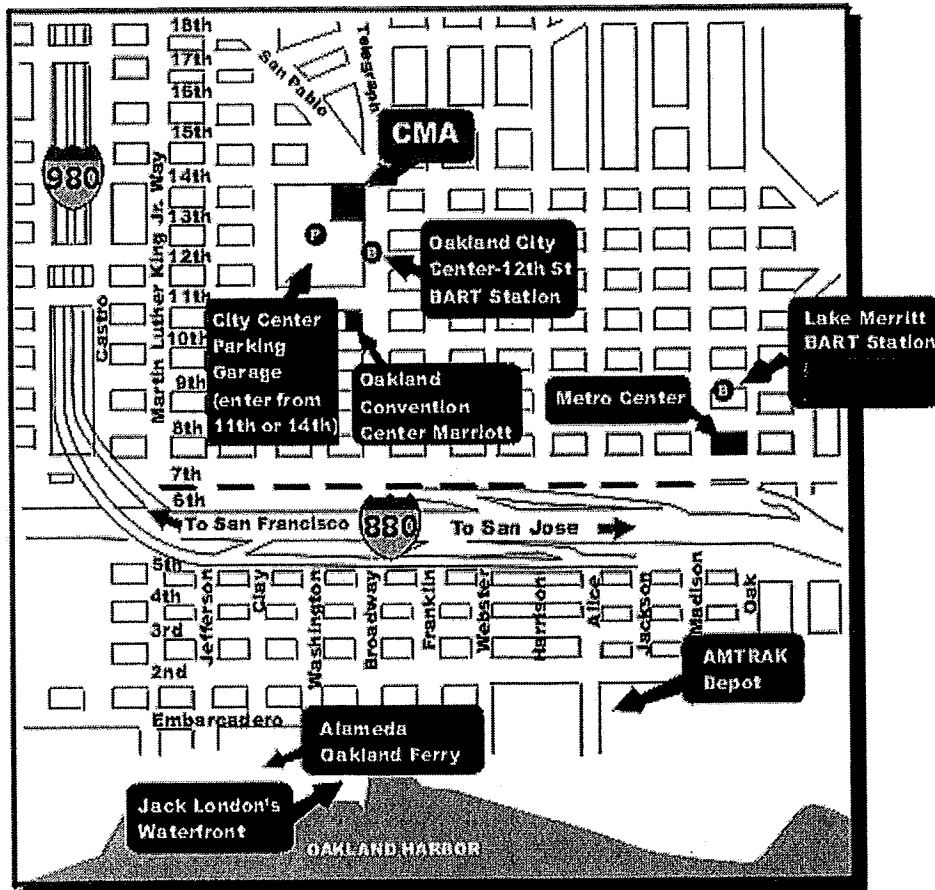 18th
17th
16th
15th
14th
13th
12th
11th
10th
9th
8th
7th
6th
5th
4th
3rd
2nd
Embarcadero
San Pablo
Telegraph
CMA
980
Martin Luther King Jr. Way
Castro
P
B
Oakland City
Center-12th St
BART Station
City Center
Parking
Garage
(enter from
11th or 14th)
Oakland
Convention
Center Marriott
Lake Merritt
BART Station
B
Metro Center
To San Francisco
880
To San Jose
Jefferson
Clay
Washington
Broadway
Franklin
Webster
Harrison
Alice
Jackson
Madison
Oak
AMTRAK
Depot
Alameda
Oakland Ferry
Jack London's
Waterfront
OAKLAND HARBOR